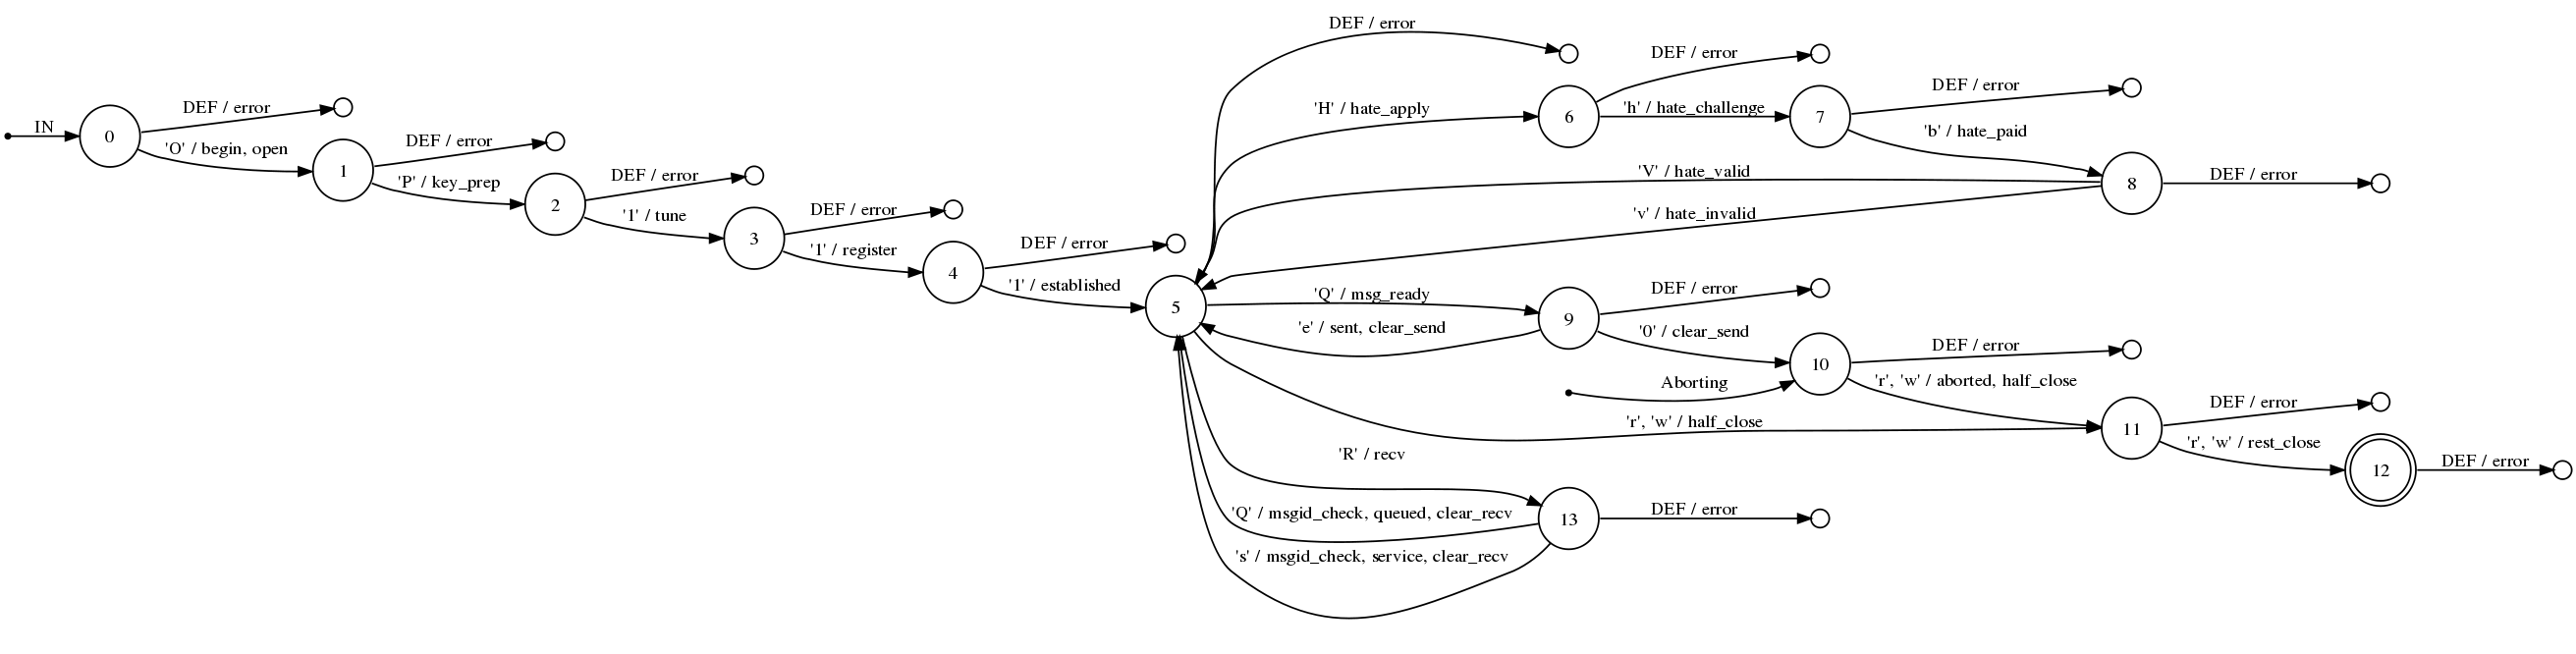 IN
0
DEF / error
'O' / begin, open
1
DEF / error
'P' / key_prep
2
DEF / error
'1' / tune
3
DEF / error
'1' / register
4
DEF / error
'1' / established
5
DEF / error
'H' / hate_apply
6
DEF / error
'h' / hate_challenge
7
DEF / error
'b' / hate_paid
8
DEF / error
'V' / hate_valid
'v' / hate_invalid
'Q' / msg_ready
'e' / sent, clear_send
9
DEF / error
'0' / clear_send
Aborting
10
DEF / error
'r', 'w' / aborted, half_close
'r', 'w' / half_close
11
DEF / error
'r', 'w' / rest_close
12
DEF / error
'R' / recv
'Q' / msgid_check, queued, clear_recv
's' / msgid_check, service, clear_recv
13
DEF / error